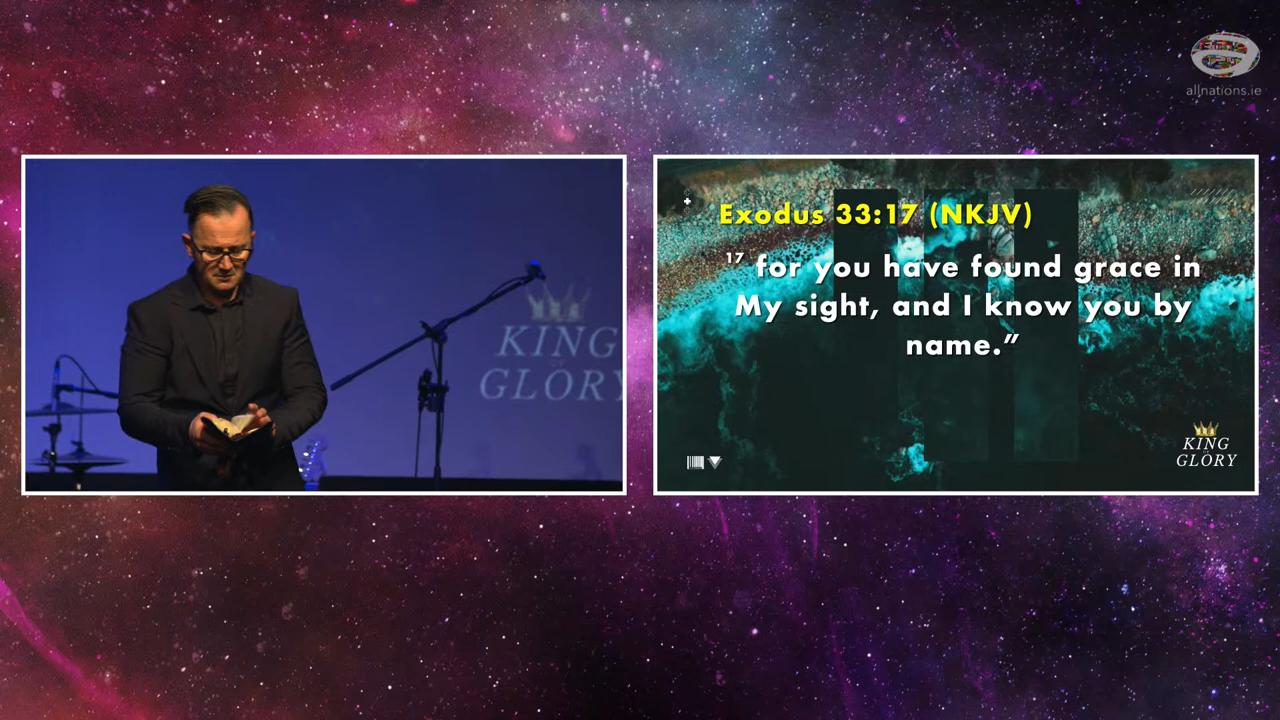 allnations.ie
KING
GLORY
Exodus 33:17 (NKJV)
17 for you have found grace in
My sight, and I know you by
name.”
KING
GLORY